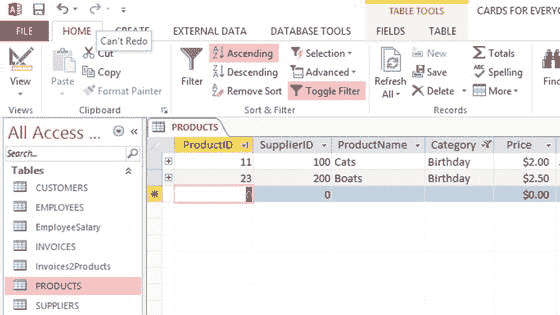 TABLE TOOLS
CARDS FOR EVERYO
FILE HOME CREATE EXTERNAL DATA DATABASE TOOLS FIELDS TABLE
Can't Redo
View
Views
Paste
Cut
Copy
Format Painter
Clipboard
Filter
Ascending
Descending
Remove Sort
Selection
Advanced
Toggle Filter
Sort & Filter
Refresh
All
New
Save
Delete
Totals
Spelling
More
Records
Find
All Access ...
Search...
Tables
CUSTOMERS
EMPLOYEES
EmployeeSalary
INVOICES
Invoices2Products
PRODUCTS
SUPPLIERS
PRODUCTS
ProductID SupplierID ProductName Category Price
11 100 Cats Birthday $2.00
23 200 Boats Birthday $2.50
0 $0.00